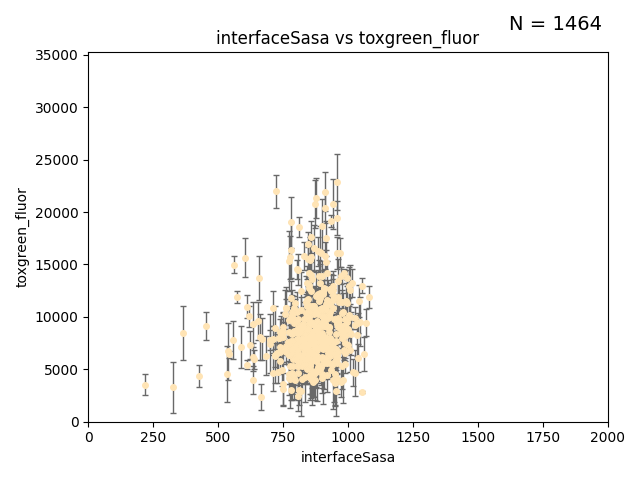 N = 1464
interfaceSasa vs toxgreen_fluor
35000
30000
25000
20000
15000
10000
5000
0
toxgreen_fluor
0 250 500 750 1000 1250 1500 1750 2000
interfaceSasa